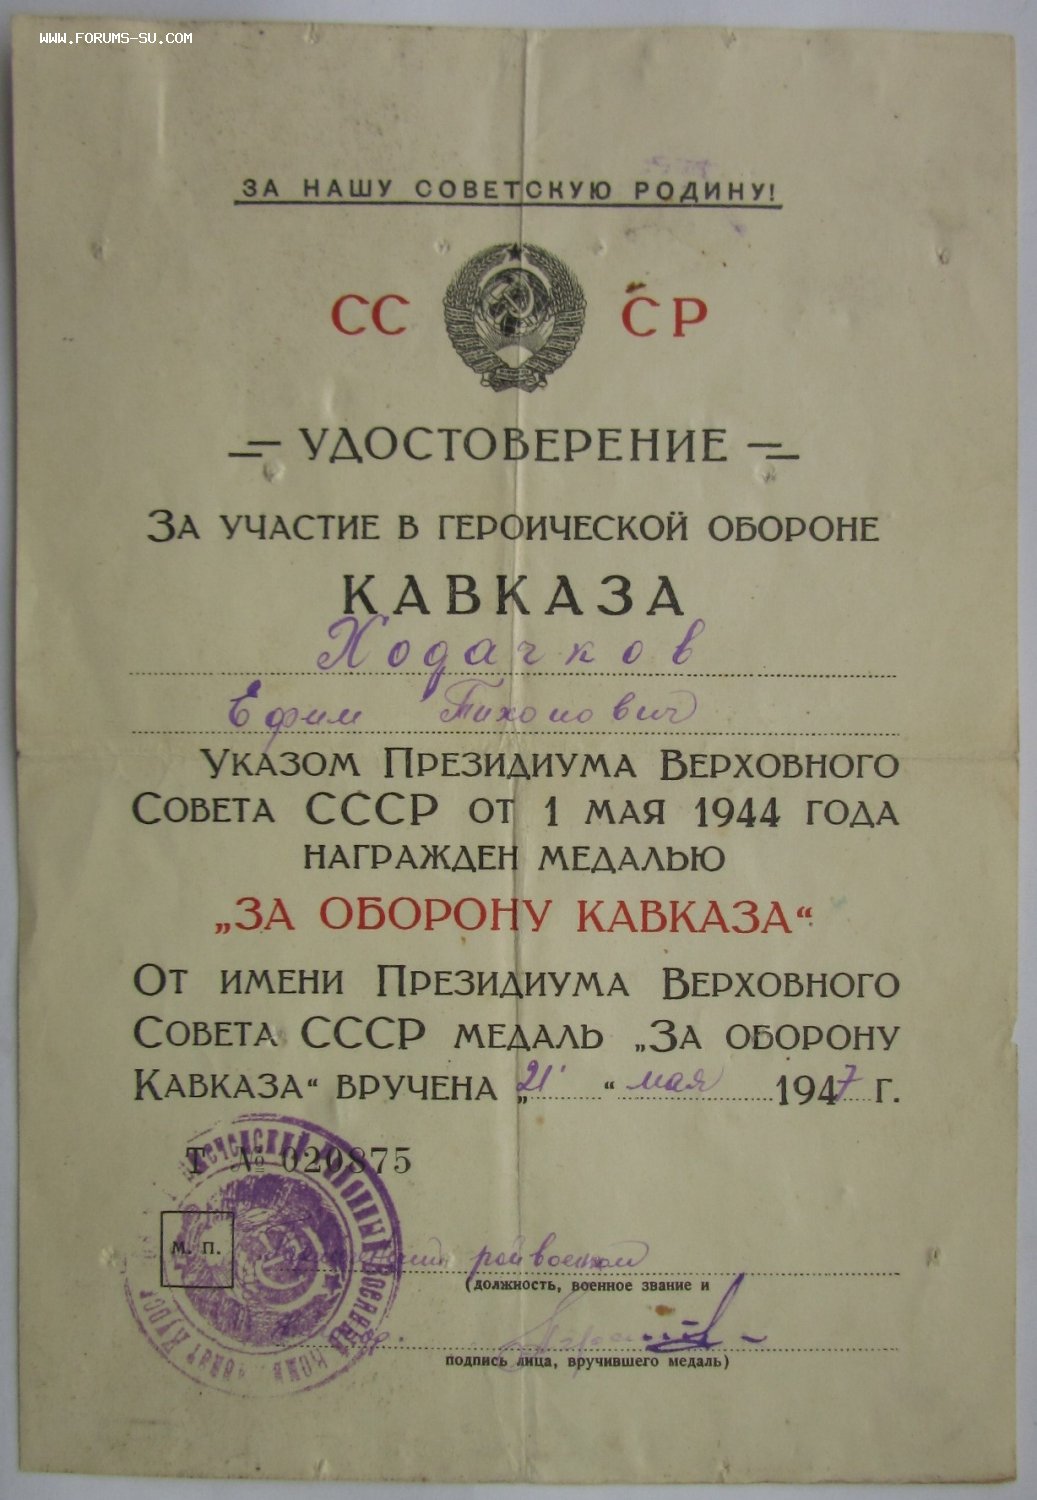 WWW.FORUMS-SU.COM
ЗА НАШУ СОВЕТСКУЮ РОДИНУ!
СС СР
УДОСТОВЕРЕНИЕ
ЗА УЧАСТИЕ В ГЕРОИЧЕСКОЙ ОБОРОНЕ
КАВКАЗА
Ходачков
Ефим Тихонович
УКАЗОМ ПРЕЗИДИУМА ВЕРХОВНОГО
СОВЕТА СССР ОТ 1 МАЯ 1944 ГОДА
НАГРАЖДЕН МЕДАЛЬЮ
„ЗА ОБОРОНУ КАВКАЗА“
ОТ ИМЕНИ ПРЕЗИДИУМА ВЕРХОВНОГО
СОВЕТА СССР МЕДАЛЬ „ЗА ОБОРОНУ
КАВКАЗА“ ВРУЧЕНА „21“ мая 1947 Г.
Т № 020875
М. П.
райвоенком
(должность, военное звание и
подпись лица, вручившего медаль)